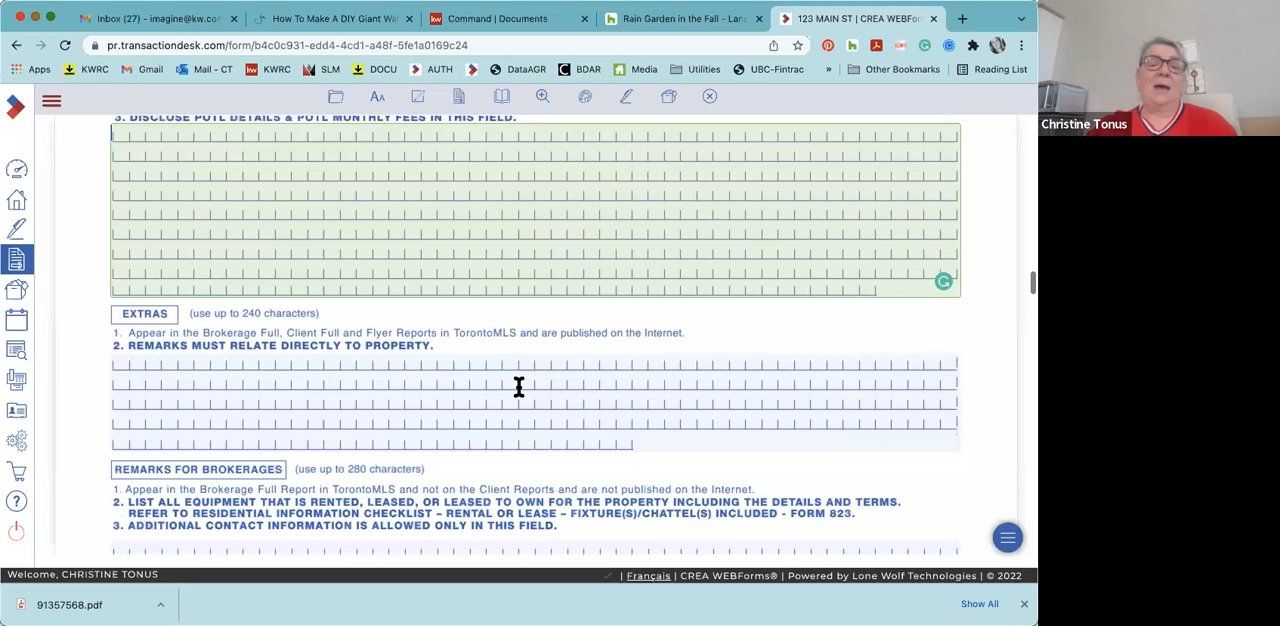 Inbox (27) - imagine@kw.com
How To Make A DIY Giant Wa
Command | Documents
Rain Garden in the Fall - Lan
123 MAIN ST | CREA WEBForm
pr.transactiondesk.com/form/b4c0c931-edd4-4cd1-a48f-5fe1a0169c24
Apps KWRC Gmail Mail - CT KWRC SLM DOCU AUTH DataAGR BDAR Media Utilities UBC-Fintrac » Other Bookmarks Reading List
Christine Tonus
3. DISCLOSE POTL DETAILS & POTL MONTHLY FEES IN THIS FIELD.
EXTRAS (use up to 240 characters)
1. Appear in the Brokerage Full, Client Full and Flyer Reports in TorontoMLS and are published on the Internet.
2. REMARKS MUST RELATE DIRECTLY TO PROPERTY.
REMARKS FOR BROKERAGES (use up to 280 characters)
1. Appear in the Brokerage Full Report in TorontoMLS and not on the Client Reports and are not published on the Internet.
2. LIST ALL EQUIPMENT THAT IS RENTED, LEASED, OR LEASED TO OWN FOR THE PROPERTY INCLUDING THE DETAILS AND TERMS.
REFER TO RESIDENTIAL INFORMATION CHECKLIST – RENTAL OR LEASE – FIXTURE(S)/CHATTEL(S) INCLUDED - FORM 823.
3. ADDITIONAL CONTACT INFORMATION IS ALLOWED ONLY IN THIS FIELD.
Welcome, CHRISTINE TONUS
| Français | CREA WEBForms® | Powered by Lone Wolf Technologies | © 2022
91357568.pdf
Show All